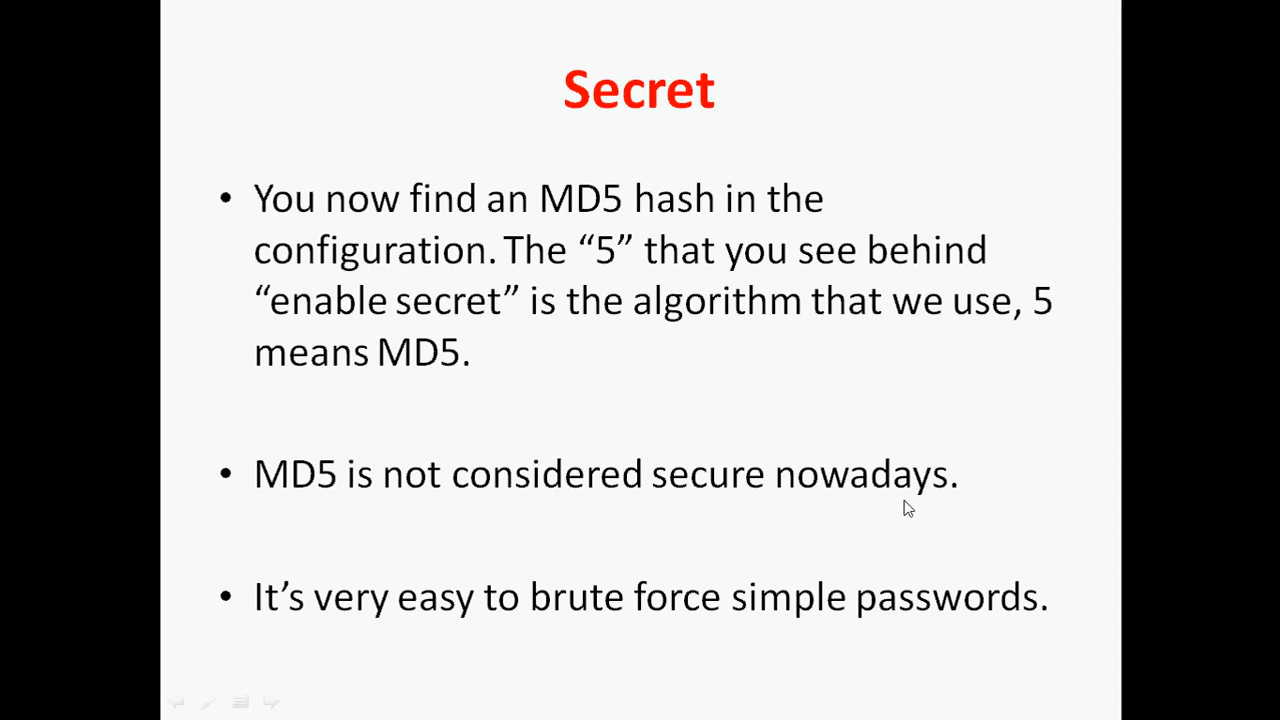 Secret
• You now find an MD5 hash in the
configuration. The “5” that you see behind
“enable secret” is the algorithm that we use, 5
means MD5.
• MD5 is not considered secure nowadays.
• It’s very easy to brute force simple passwords.